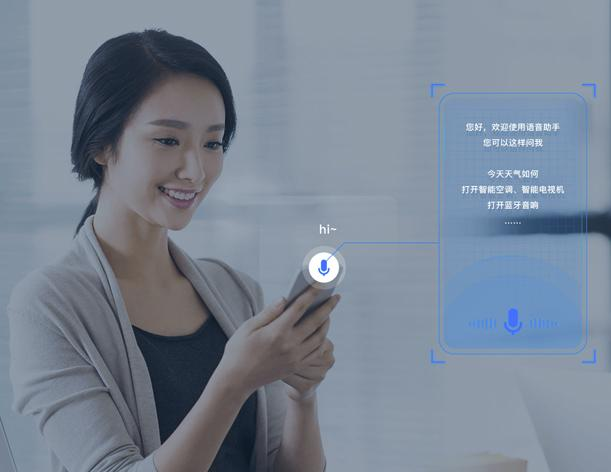 hi~
您好，欢迎使用语音助手
您可以这样问我
今天天气如何
打开智能空调、智能电视机
打开蓝牙音响
······